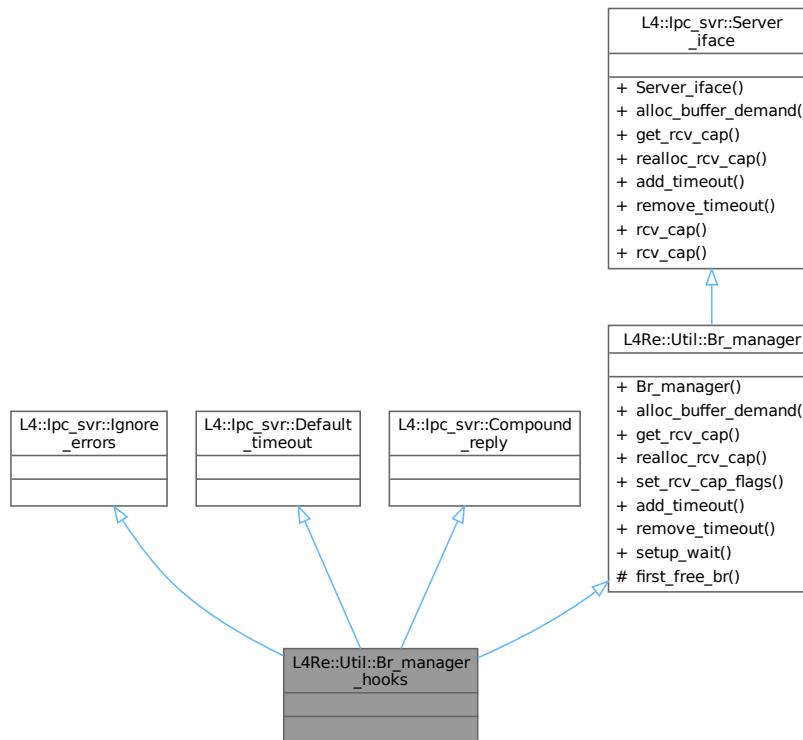 L4::Ipc_svr::Server
_iface
+ Server_iface()
+ alloc_buffer_demand(
+ get_rcv_cap()
+ realloc_rcv_cap()
+ add_timeout()
+ remove_timeout()
+ rcv_cap()
+ rcv_cap()
L4Re::Util::Br_manager
+ Br_manager()
+ alloc_buffer_demand(
+ get_rcv_cap()
+ realloc_rcv_cap()
+ set_rcv_cap_flags()
+ add_timeout()
+ remove_timeout()
+ setup_wait()
# first_free_br()
L4::Ipc_svr::Ignore
_errors
L4::Ipc_svr::Default
_timeout
L4::Ipc_svr::Compound
_reply
L4Re::Util::Br_manager
_hooks